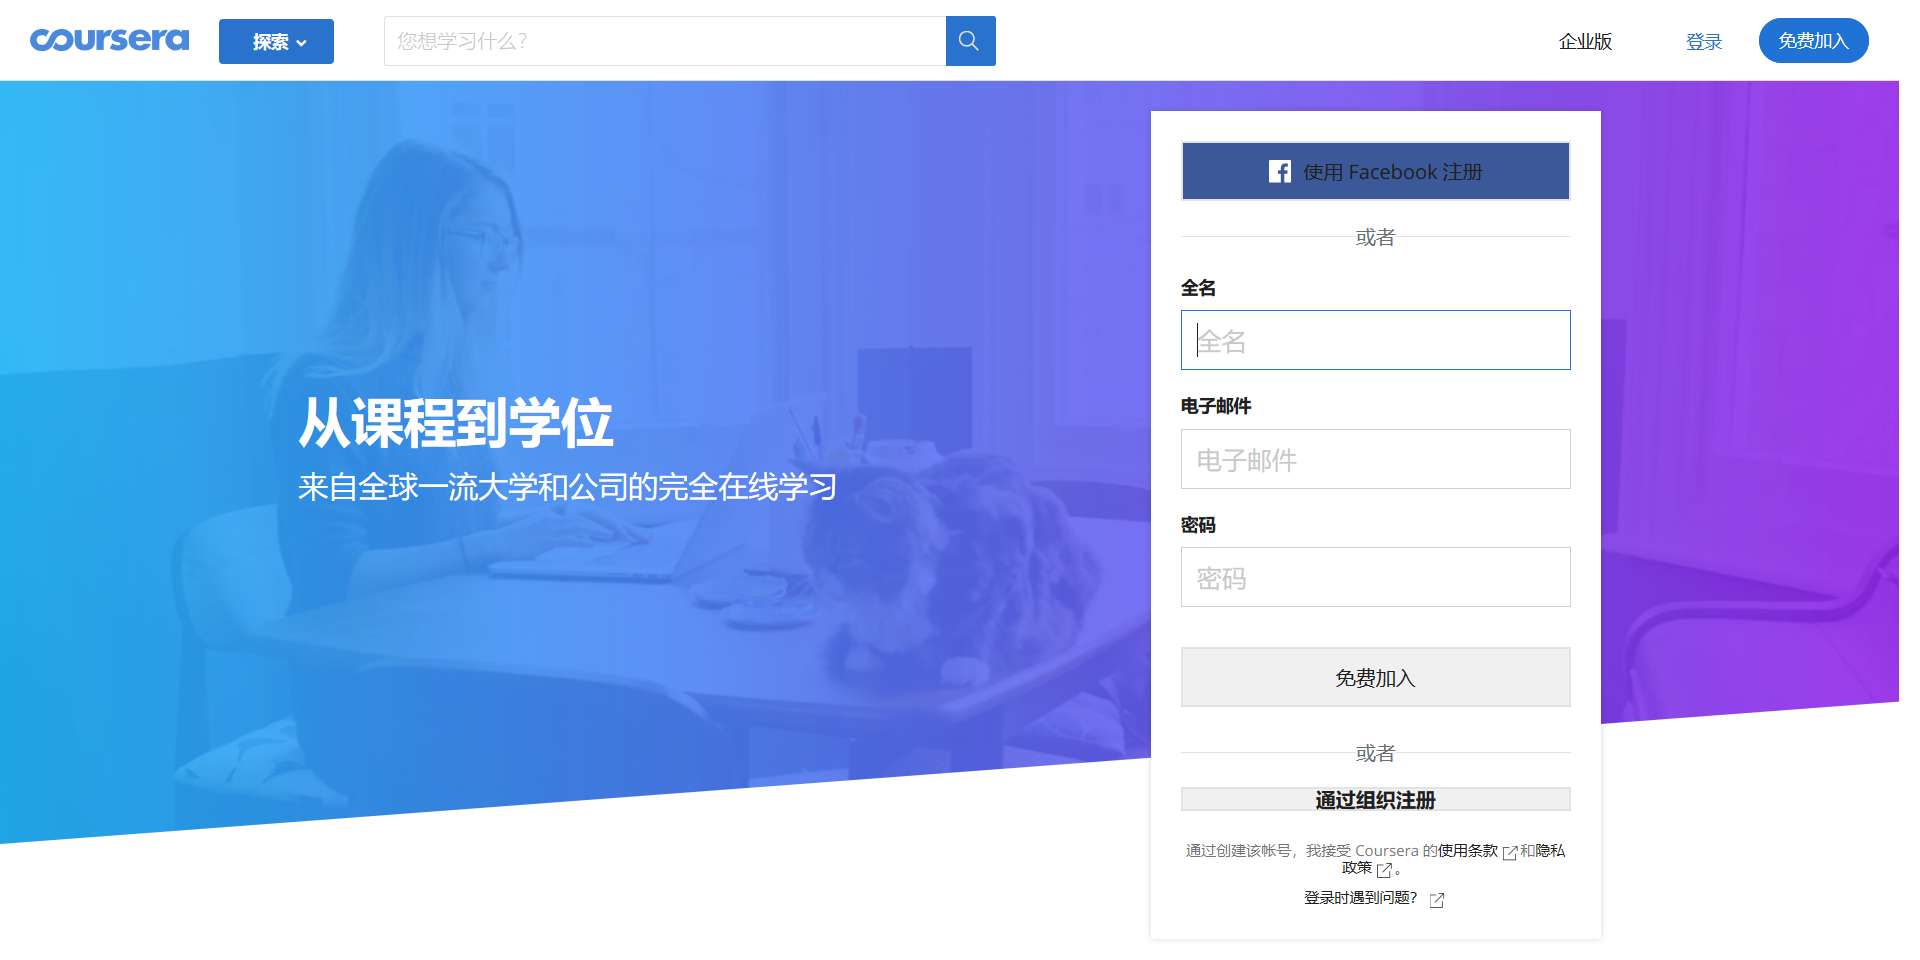 coursera
探索
您想学习什么？
企业版
登录
免费加入
从课程到学位
来自全球一流大学和公司的完全在线学习
使用 Facebook 注册
或者
全名
全名
电子邮件
电子邮件
密码
密码
免费加入
或者
通过组织注册
通过创建该帐号，我接受 Coursera 的使用条款 和隐私
政策 。
登录时遇到问题？